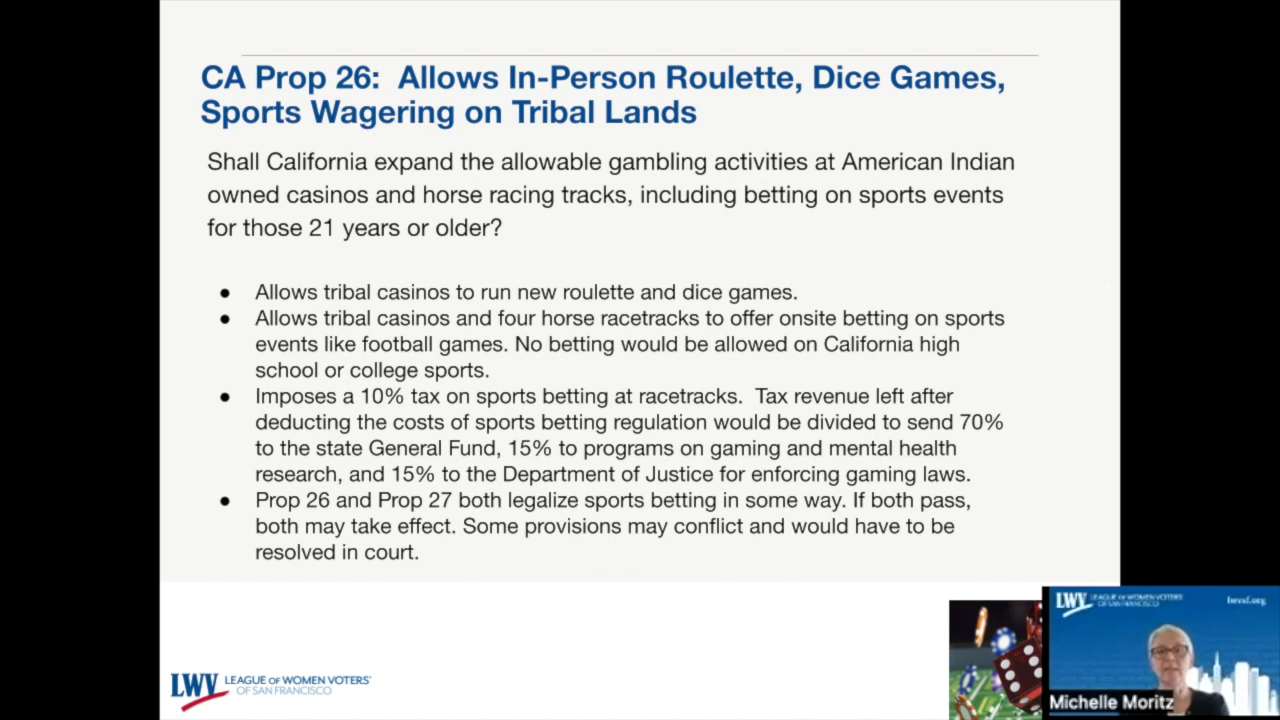 CA Prop 26:  Allows In-Person Roulette, Dice Games,
Sports Wagering on Tribal Lands
Shall California expand the allowable gambling activities at American Indian
owned casinos and horse racing tracks, including betting on sports events
for those 21 years or older?
● Allows tribal casinos to run new roulette and dice games.
● Allows tribal casinos and four horse racetracks to offer onsite betting on sports
events like football games. No betting would be allowed on California high
school or college sports.
● Imposes a 10% tax on sports betting at racetracks.  Tax revenue left after
deducting the costs of sports betting regulation would be divided to send 70%
to the state General Fund, 15% to programs on gaming and mental health
research, and 15% to the Department of Justice for enforcing gaming laws.
● Prop 26 and Prop 27 both legalize sports betting in some way. If both pass,
both may take effect. Some provisions may conflict and would have to be
resolved in court.
LWV LEAGUE OF WOMEN VOTERS®
OF SAN FRANCISCO
LWV LEAGUE OF WOMEN VOTERS
OF SAN FRANCISCO
lwvsf.org
Michelle Moritz